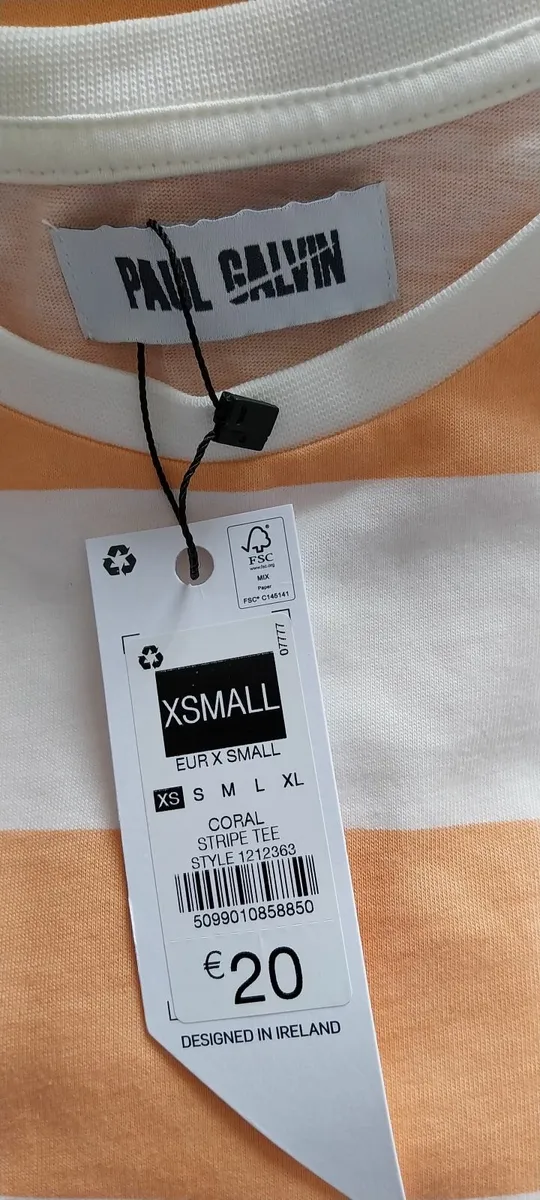 PAUL GALVIN
FSC
www.fsc.org
MIX
Paper
FSC® C145141
07777
XSMALL
EUR X SMALL
XS S M L XL
CORAL
STRIPE TEE
STYLE 1212363
5099010858850
€20
DESIGNED IN IRELAND